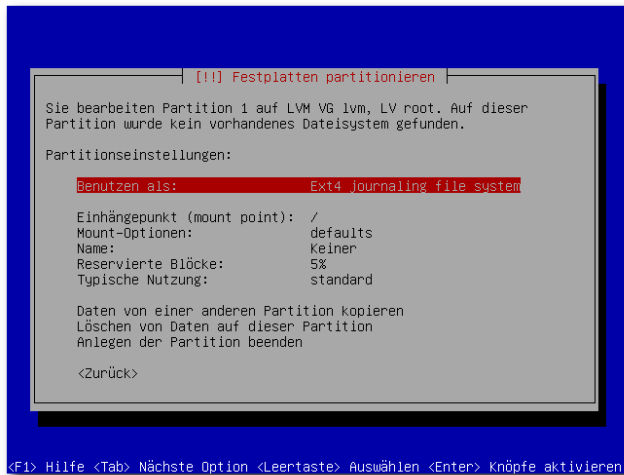 [!!] Festplatten partitionieren
Sie bearbeiten Partition 1 auf LVM VG lvm, LV root. Auf dieser
Partition wurde kein vorhandenes Dateisystem gefunden.
Partitionseinstellungen:
Benutzen als: Ext4 journaling file system
Einhängepunkt (mount point): /
Mount-Optionen: defaults
Name: Keiner
Reservierte Blöcke: 5%
Typische Nutzung: standard
Daten von einer anderen Partition kopieren
Löschen von Daten auf dieser Partition
Anlegen der Partition beenden
<Zurück>
<F1> Hilfe <Tab> Nächste Option <Leertaste> Auswählen <Enter> Knöpfe aktivieren